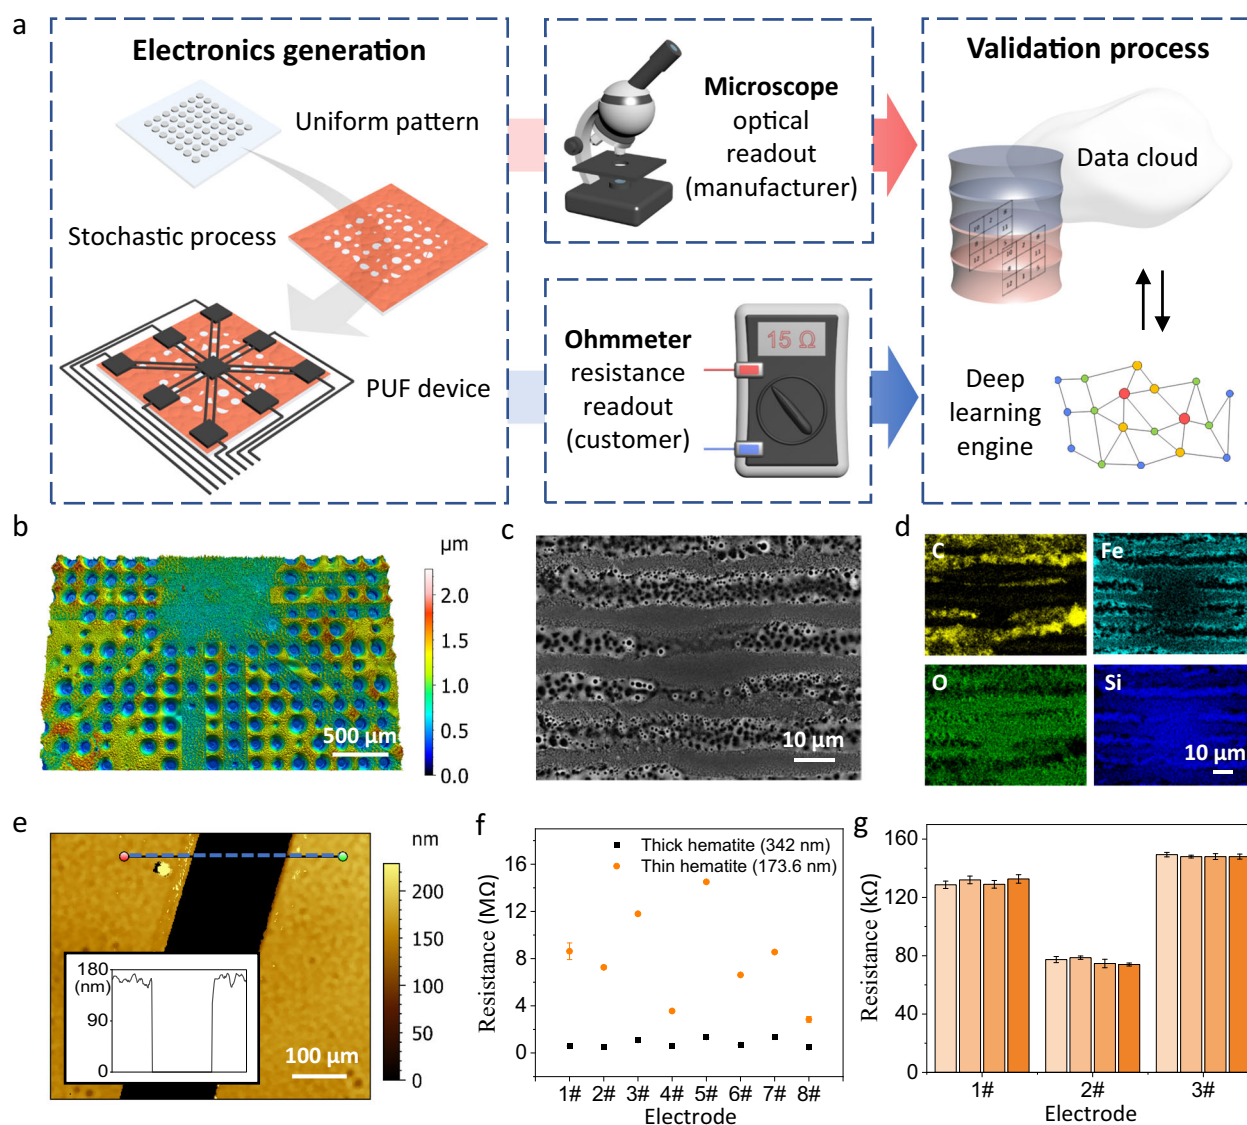 a
Electronics generation
Uniform pattern
Stochastic process
PUF device
Microscope
optical
readout
(manufacturer)
Ohmmeter
resistance
readout
(customer)
15 Ω
Validation process
Data cloud
Deep
learning
engine
b
µm
2.0
1.5
1.0
0.5
0.0
500 µm
c
10 µm
d
C
Fe
O
Si
10 µm
e
nm
200
150
100
50
0
180
(nm)
90
0
100 µm
f
Thick hematite (342 nm)
Thin hematite (173.6 nm)
Resistance (MΩ)
16
12
8
4
0
1# 2# 3# 4# 5# 6# 7# 8#
Electrode
g
Resistance (kΩ)
160
120
80
40
0
1# 2# 3#
Electrode